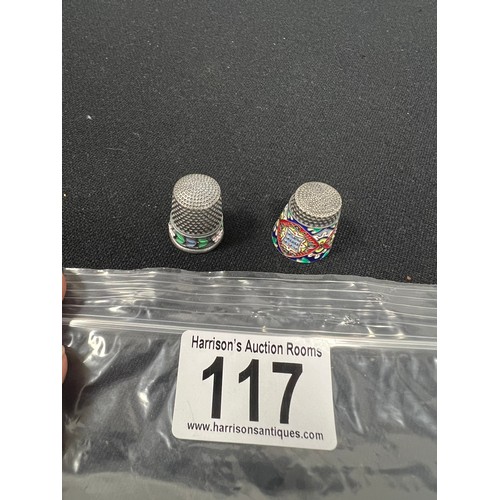 Harrison's Auction Rooms
117
www.harrisonsantiques.com